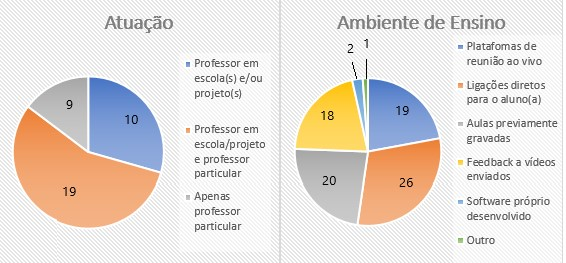 Atuação
10
19
9
Professor em
escola(s) e/ou
projeto(s)
Professor em
escola/projeto
e professor
particular
Apenas
professor
particular
Ambiente de Ensino
2
1
19
26
20
18
Platafomas de
reunião ao vivo
Ligações diretos
para o aluno(a)
Aulas previamente
gravadas
Feedback a vídeos
enviados
Software próprio
desenvolvido
Outro